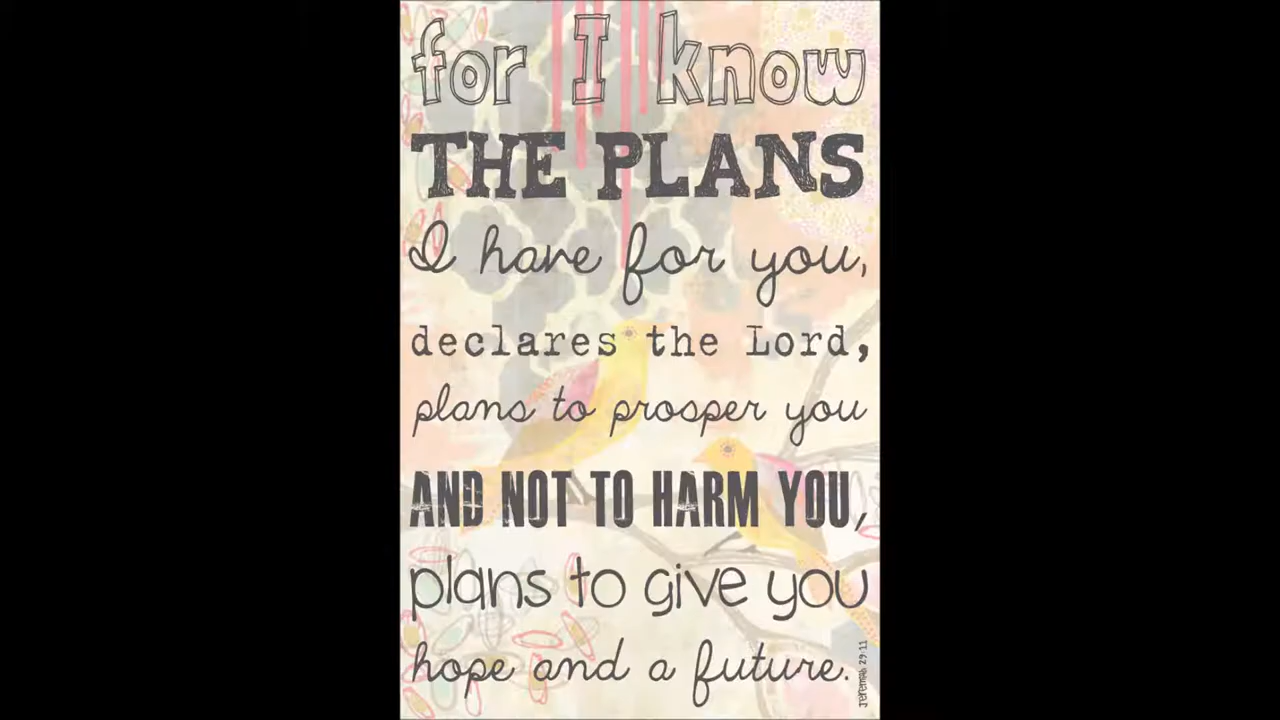 for I know
THE PLANS
I have for you,
declares the Lord,
plans to prosper you
AND NOT TO HARM YOU,
plans to give you
hope and a future.
Jeremiah 29:11